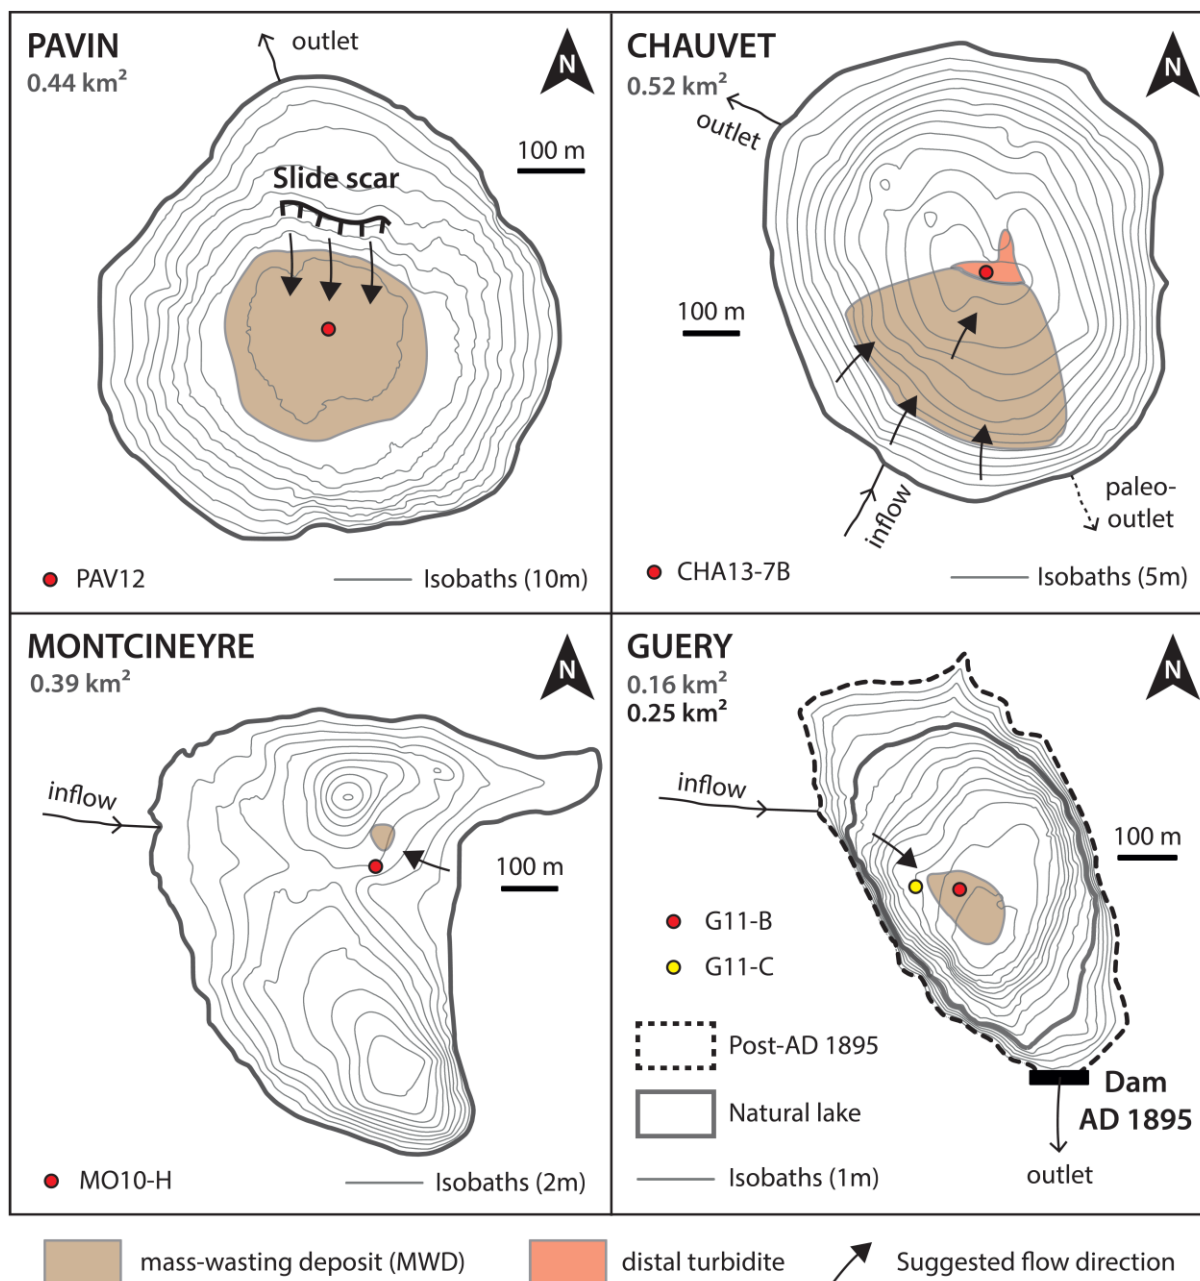 PAVIN
0.44 km²
outlet
N
100 m
Slide scar
PAV12
Isobaths (10m)
CHAUVET
0.52 km²
outlet
N
100 m
inflow
paleo-
outlet
CHA13-7B
Isobaths (5m)
MONTCINEYRE
0.39 km²
N
inflow
100 m
MO10-H
Isobaths (2m)
GUERY
0.16 km²
0.25 km²
N
inflow
100 m
G11-B
G11-C
Post-AD 1895
Natural lake
Isobaths (1m)
Dam
AD 1895
outlet
mass-wasting deposit (MWD)
distal turbidite
Suggested flow direction